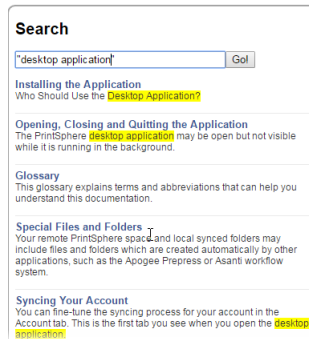 Search
"desktop application"
Go!
Installing the Application
Who Should Use the Desktop Application?
Opening, Closing and Quitting the Application
The PrintSphere desktop application may be open but not visible
while it is running in the background.
Glossary
This glossary explains terms and abbreviations that can help you
understand this documentation.
Special Files and Folders
Your remote PrintSphere space and local synced folders may
include files and folders which are created automatically by other
applications, such as the Apogee Prepress or Asanti workflow
system.
Syncing Your Account
You can fine-tune the syncing process for your account in the
Account tab. This is the first tab you see when you open the desktop
application.